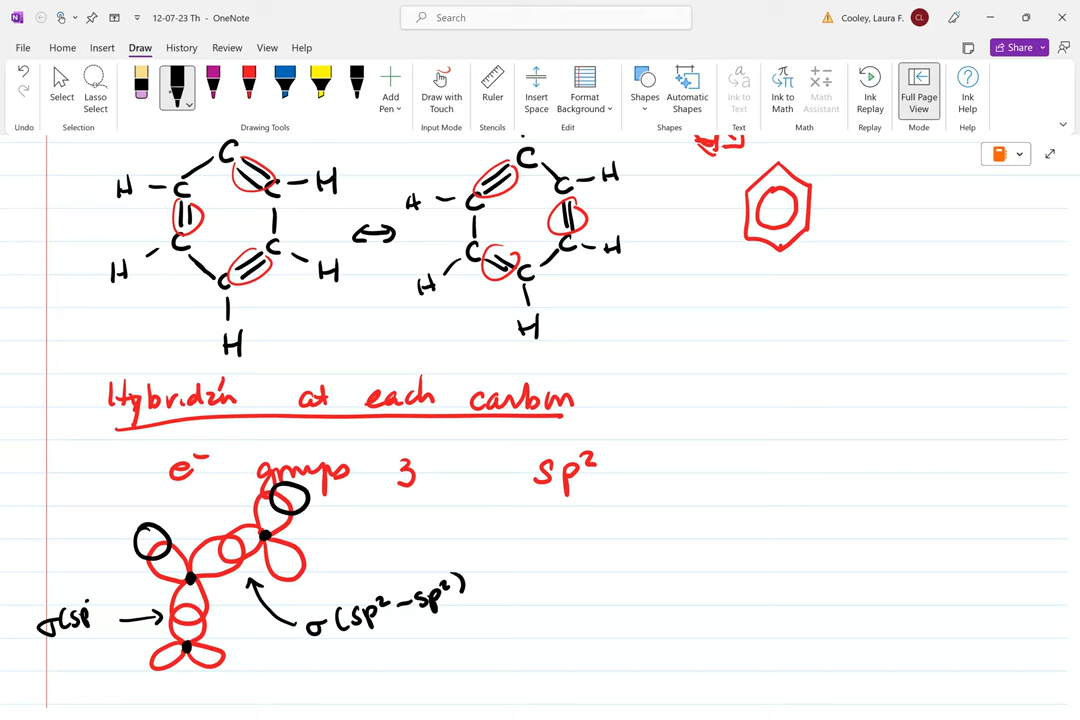 12-07-23 Th - OneNote
Search
Cooley, Laura F.
CL
File Home Insert Draw History Review View Help
Share
Select
Lasso Select
Add Pen
Draw with Touch
Ruler
Insert Space
Format Background
Shapes
Automatic Shapes
Ink to Text
Ink to Math
Math Assistant
Ink Replay
Full Page View
Ink Help
Undo
Selection
Drawing Tools
Input Mode
Stencils
Edit
Shapes
Text
Math
Replay
Mode
Help
C C
H - C C - H H - C C - H
C C C C - H
H C H H C
H H
Hybridz'n at each carbon
e⁻ groups 3 sp²
σ(sp σ(sp² - sp²)